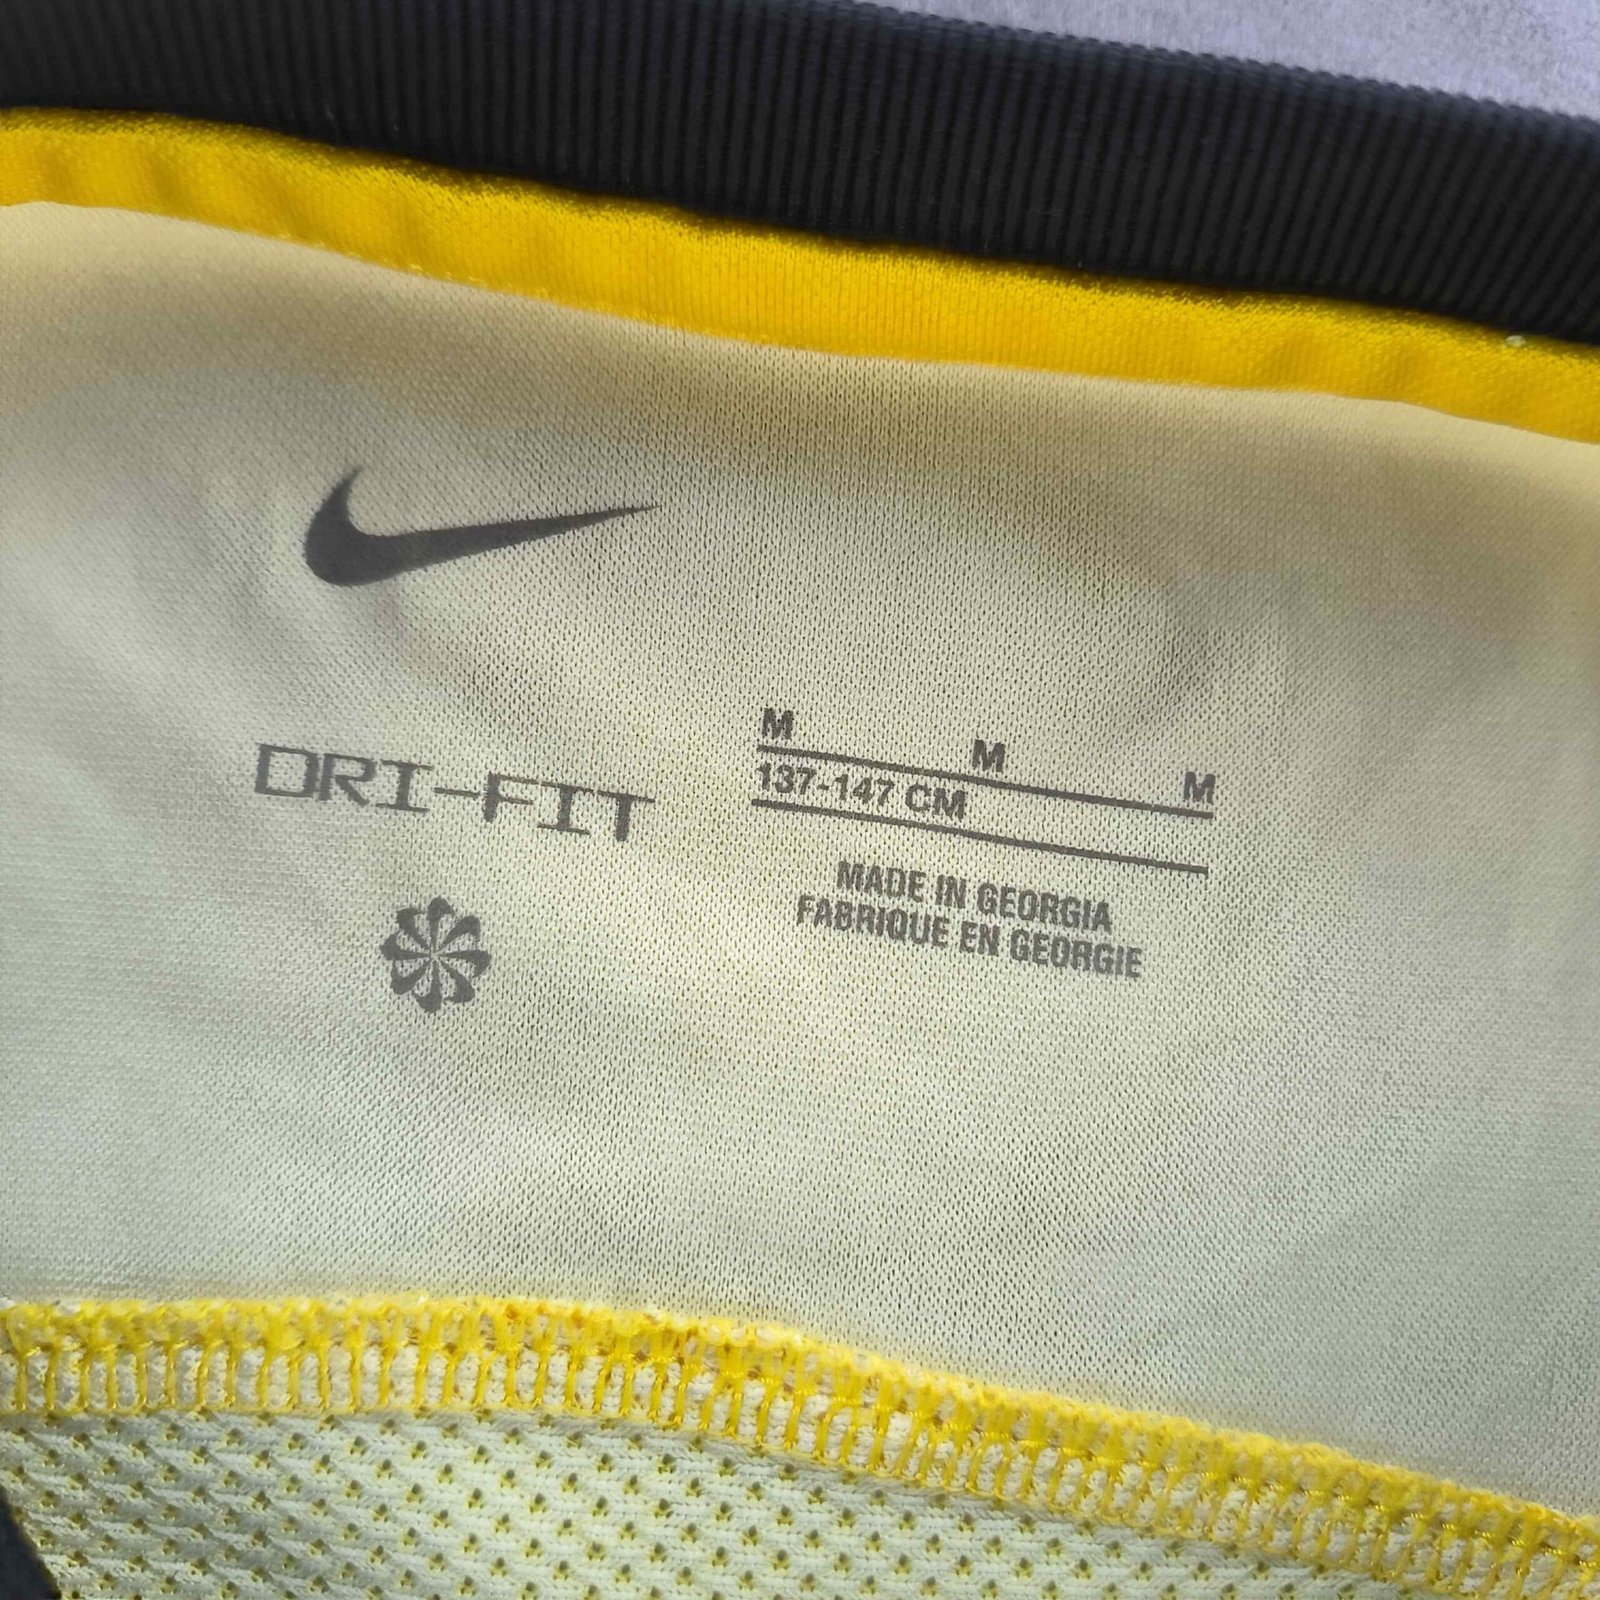 DRI-FIT
M M M
137-147 CM
MADE IN GEORGIA
FABRIQUE EN GEORGIE